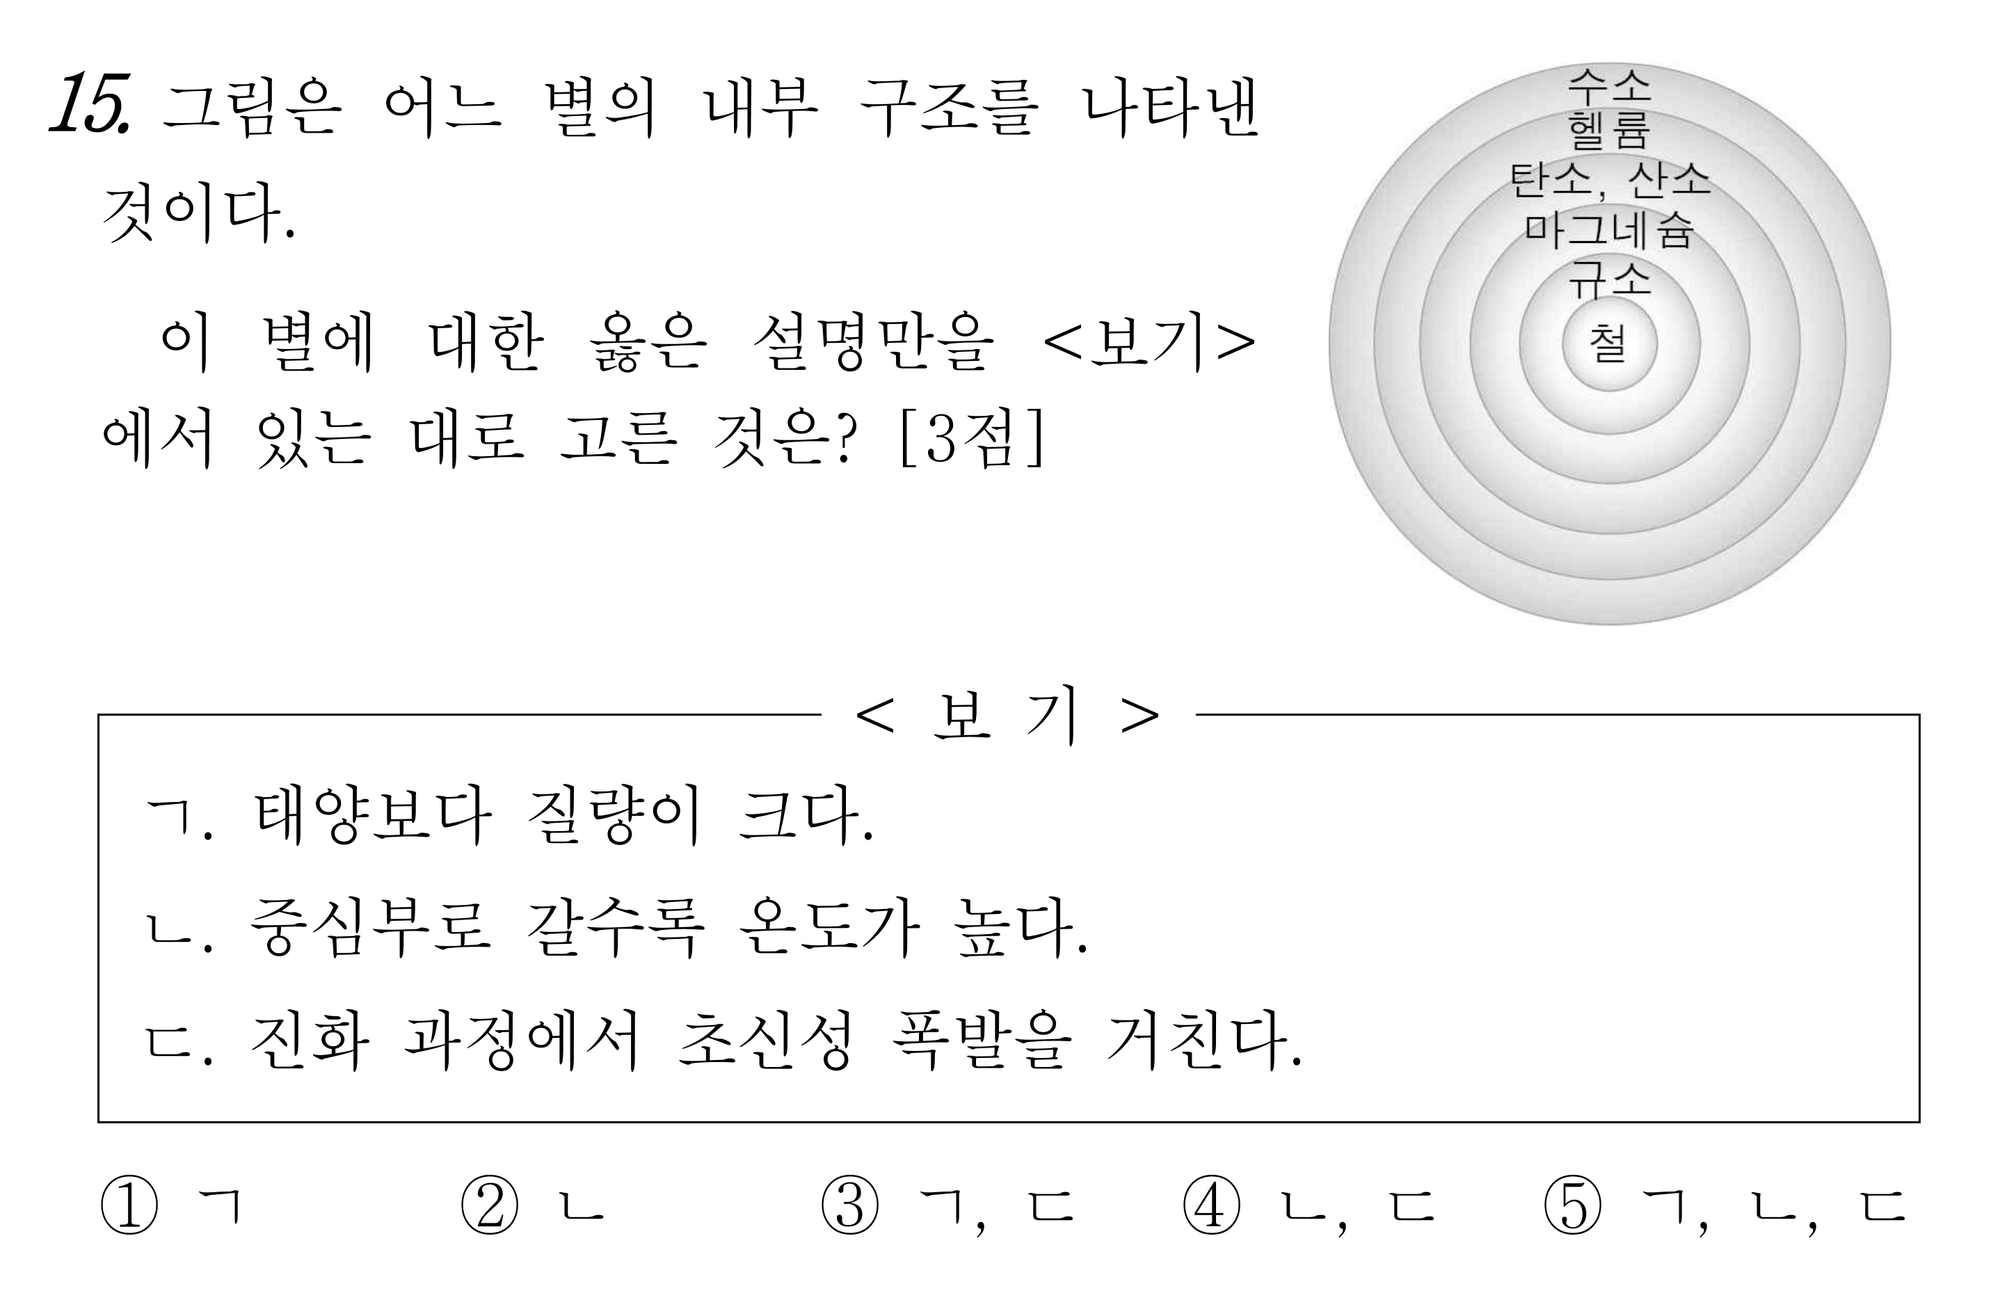 15. 그림은 어느 별의 내부 구조를 나타낸
것이다.
이 별에 대한 옳은 설명만을 <보기>
에서 있는 대로 고른 것은? [3점]
수소
헬륨
탄소, 산소
마그네슘
규소
철
< 보 기 >
ㄱ. 태양보다 질량이 크다.
ㄴ. 중심부로 갈수록 온도가 높다.
ㄷ. 진화 과정에서 초신성 폭발을 거친다.
① ㄱ ② ㄴ ③ ㄱ, ㄷ ④ ㄴ, ㄷ ⑤ ㄱ, ㄴ, ㄷ